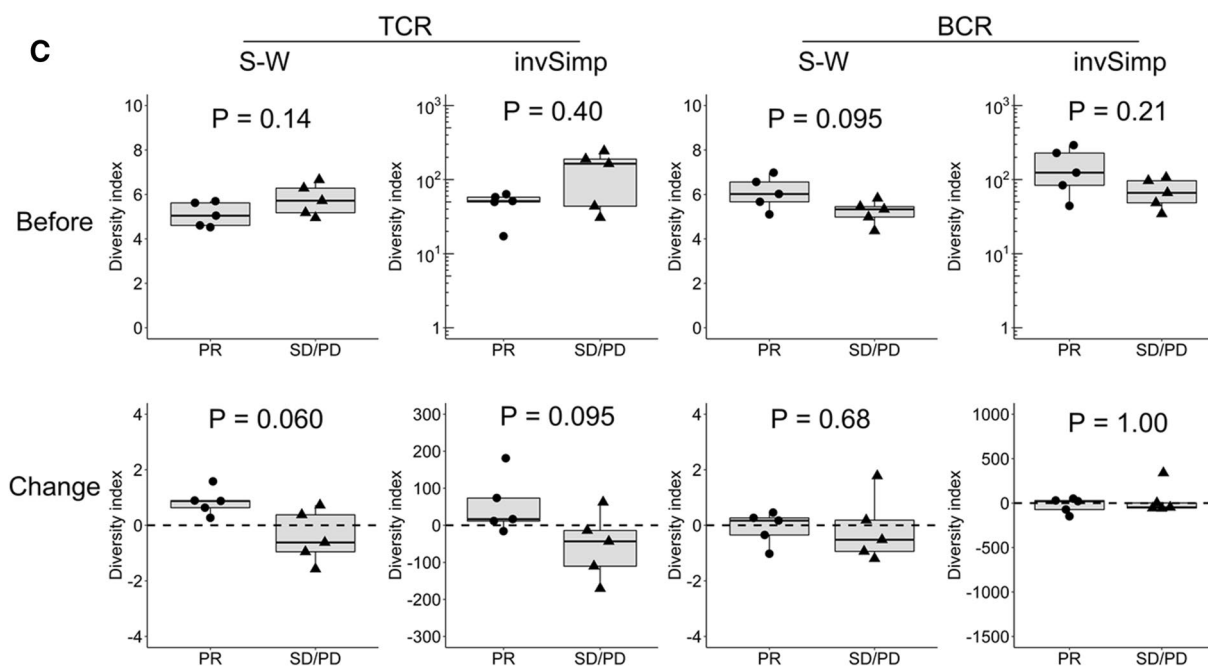 C
TCR
BCR
S-W
invSimp
S-W
invSimp
Before
Diversity index
10
8
6
4
2
0
P = 0.14
PR
SD/PD
Diversity index
10³
10²
10¹
1
P = 0.40
PR
SD/PD
Diversity index
10
8
6
4
2
0
P = 0.095
PR
SD/PD
Diversity index
10³
10²
10¹
1
P = 0.21
PR
SD/PD
Change
Diversity index
4
2
0
-2
-4
P = 0.060
PR
SD/PD
Diversity index
300
200
100
0
-100
-200
-300
P = 0.095
PR
SD/PD
Diversity index
4
2
0
-2
-4
P = 0.68
PR
SD/PD
Diversity index
1000
500
0
-500
-1000
-1500
P = 1.00
PR
SD/PD